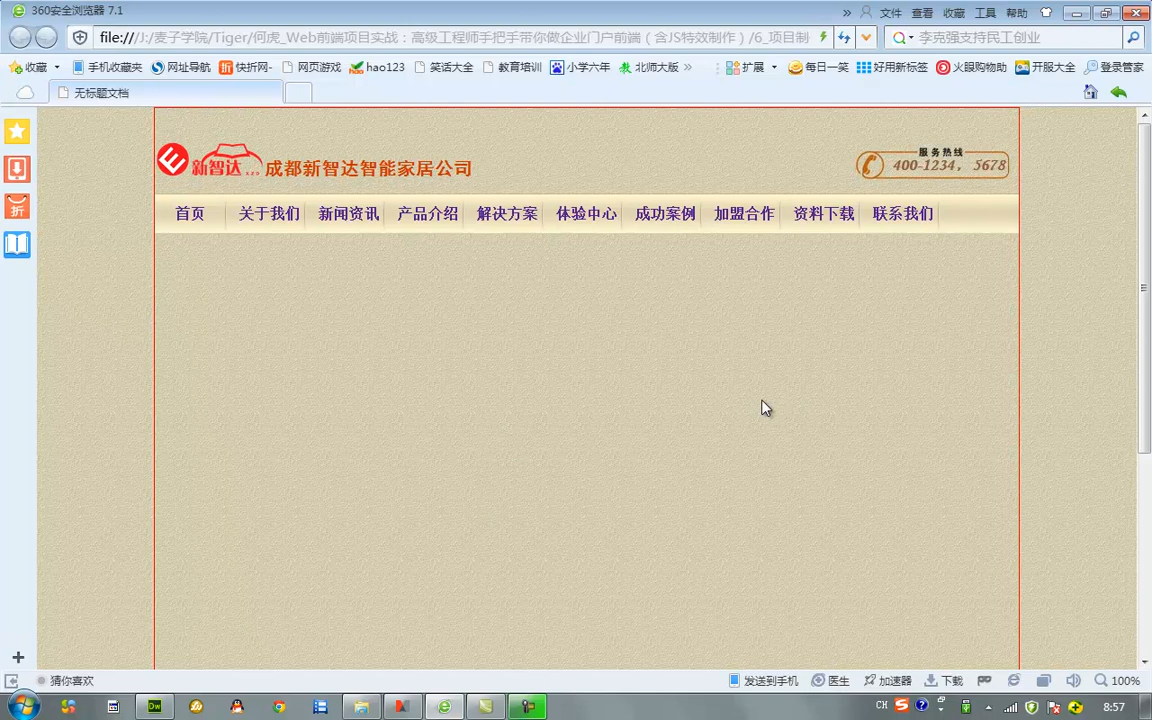 360安全浏览器 7.1
» 文件 查看 收藏 工具 帮助
file:///J:/麦子学院/Tiger/何虎_Web前端项目实战：高级工程师手把手带你做企业门户前端（含JS特效制作）/6_项目制
李克强支持民工创业
收藏 手机收藏夹 网址导航 快折网- 网页游戏 hao123 笑话大全 教育培训 小学六年 北师大版 » 扩展 每日一笑 好用新标签 火眼购物助 开服大全 登录管家
无标题文档
新智达... 成都新智达智能家居公司
服务热线
400-1234，5678
首页 关于我们 新闻资讯 产品介绍 解决方案 体验中心 成功案例 加盟合作 资料下载 联系我们
折
猜你喜欢 发送到手机 医生 加速器 下载 100%
Dw CH S 8:57